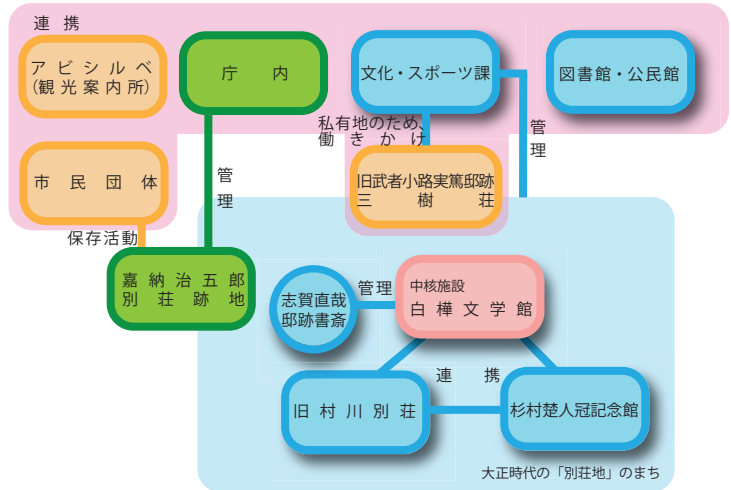 連携
アビシルベ
(観光案内所)
庁内
文化・スポーツ課
図書館・公民館
私有地のため、
働きかけ
管理
市民団体
管理
旧武者小路実篤邸跡
三樹荘
保存活動
嘉納治五郎
別荘跡地
志賀直哉
邸跡書斎
管理
中核施設
白樺文学館
連携
旧村川別荘
杉村楚人冠記念館
大正時代の「別荘地」のまち